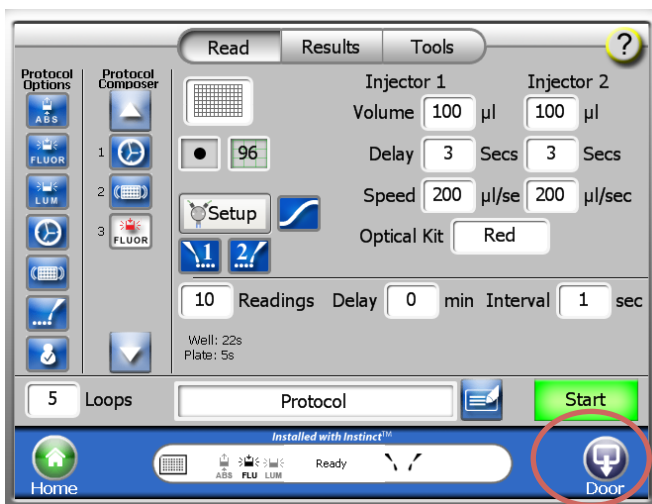 Read Results Tools ?
Protocol Options
Protocol Composer
ABS
FLUOR
LUM
1
2
3 FLUOR
96
Setup
1 2
Injector 1 Injector 2
Volume 100 µl 100 µl
Delay 3 Secs 3 Secs
Speed 200 µl/se 200 µl/sec
Optical Kit Red
10 Readings Delay 0 min Interval 1 sec
Well: 22s
Plate: 5s
5 Loops Protocol Start
Installed with Instinct™
ABS FLU LUM Ready
Home Door